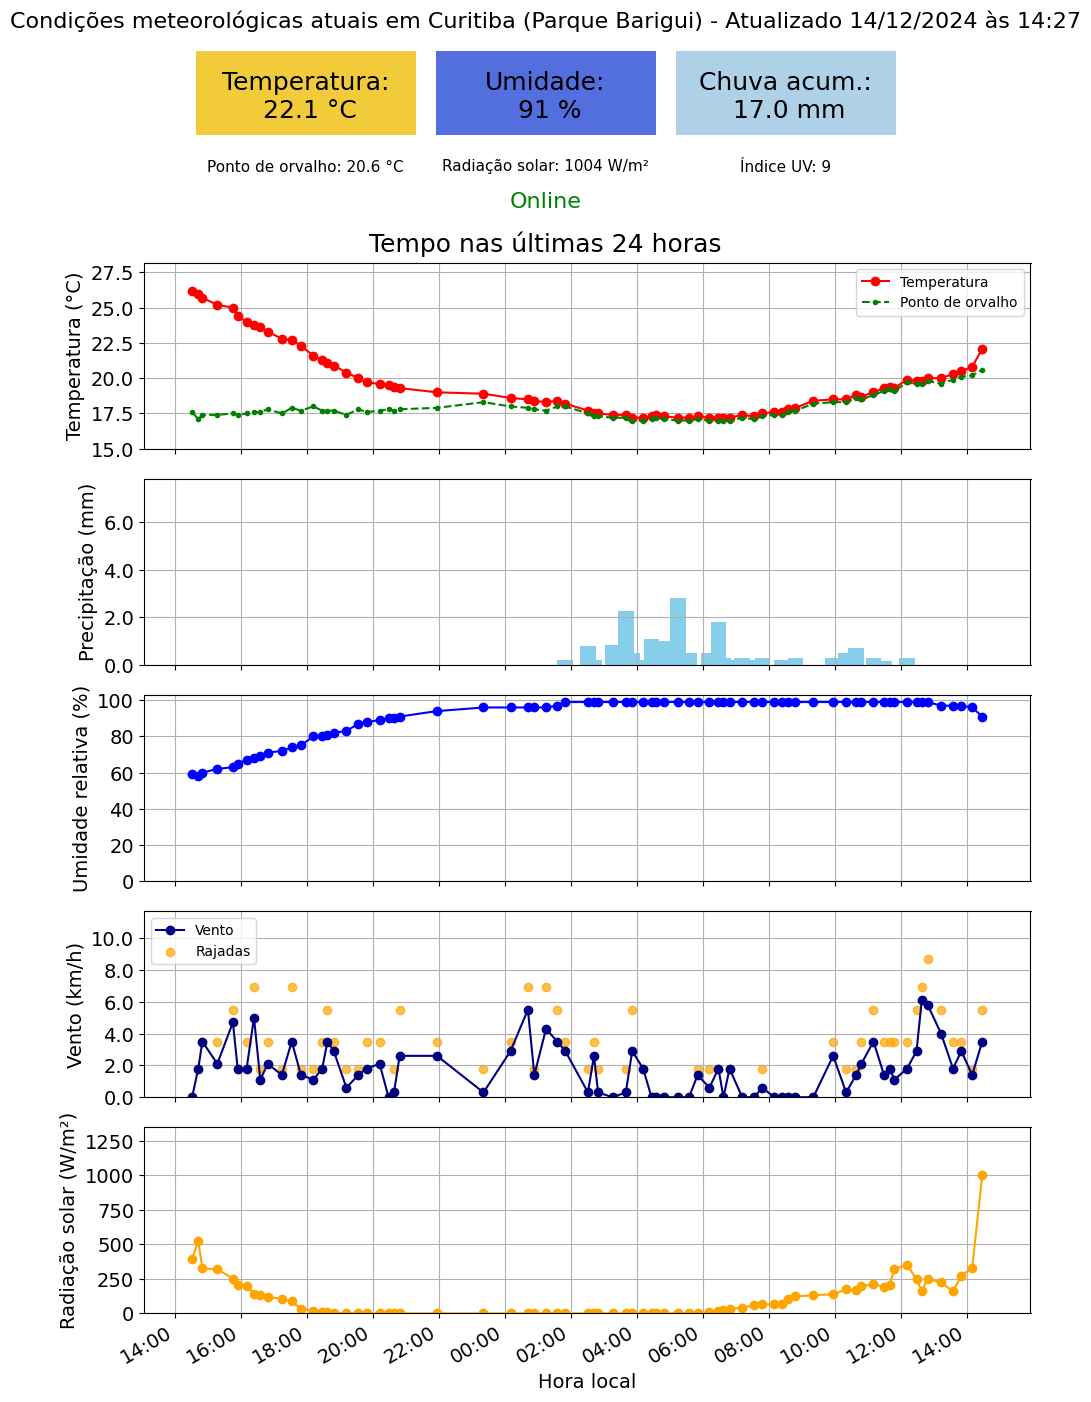 Condições meteorológicas atuais em Curitiba (Parque Barigui) - Atualizado 14/12/2024 às 14:27
Temperatura:
22.1 °C
Umidade:
91 %
Chuva acum.:
17.0 mm
Ponto de orvalho: 20.6 °C
Radiação solar: 1004 W/m²
Índice UV: 9
Online
Tempo nas últimas 24 horas
Temperatura (°C)
27.5
25.0
22.5
20.0
17.5
15.0
Temperatura
Ponto de orvalho
Precipitação (mm)
6.0
4.0
2.0
0.0
Umidade relativa (%)
100
80
60
40
20
0
Vento (km/h)
10.0
8.0
6.0
4.0
2.0
0.0
Vento
Rajadas
Radiação solar (W/m²)
1250
1000
750
500
250
0
14:00
16:00
18:00
20:00
22:00
00:00
02:00
04:00
06:00
08:00
10:00
12:00
14:00
Hora local